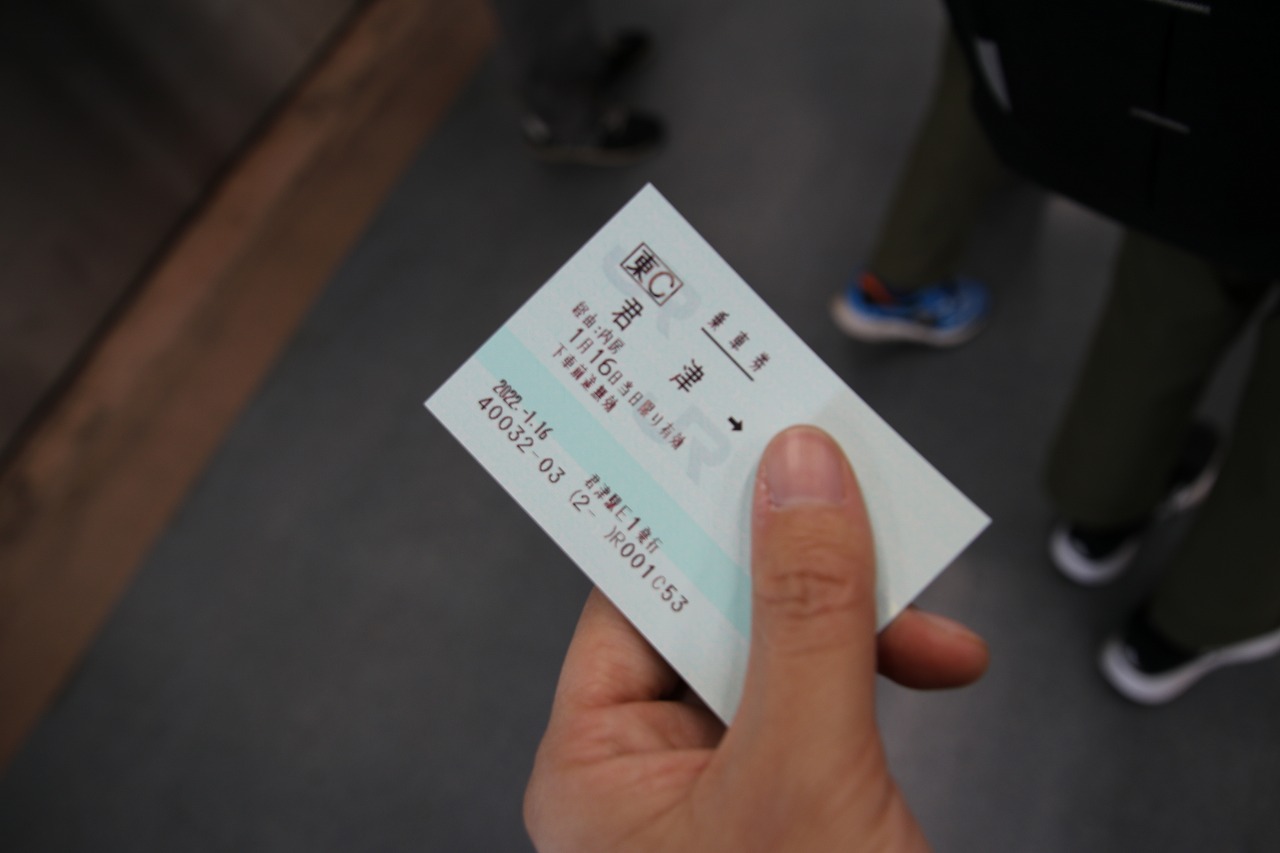 東C
乗車券
君津 ➡
経由:内房
1月16日当日限り有効
下車前途無効
2022.-1.16 君津駅E1発行
40032-03 (2- )R001 C53